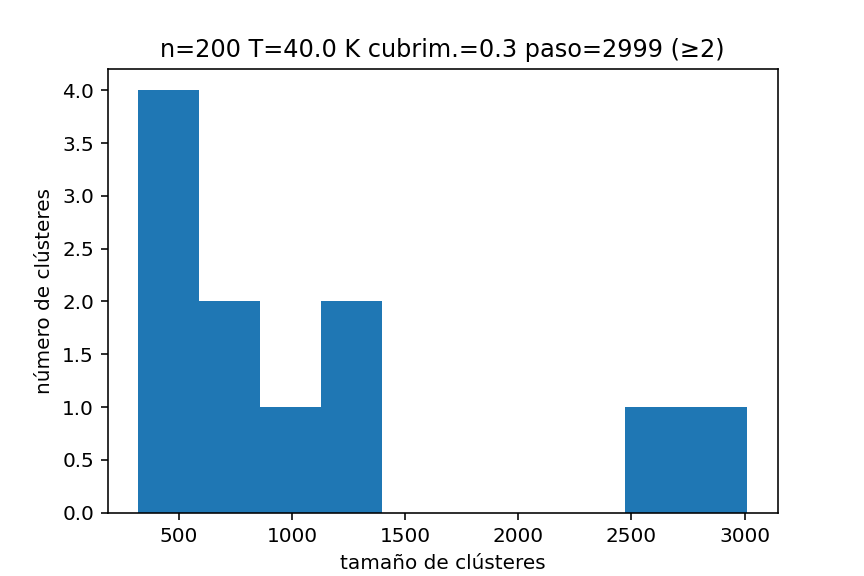 n=200 T=40.0 K cubrim.=0.3 paso=2999 (≥2)
número de clústeres
4.0
3.5
3.0
2.5
2.0
1.5
1.0
0.5
0.0
500 1000 1500 2000 2500 3000
tamaño de clústeres